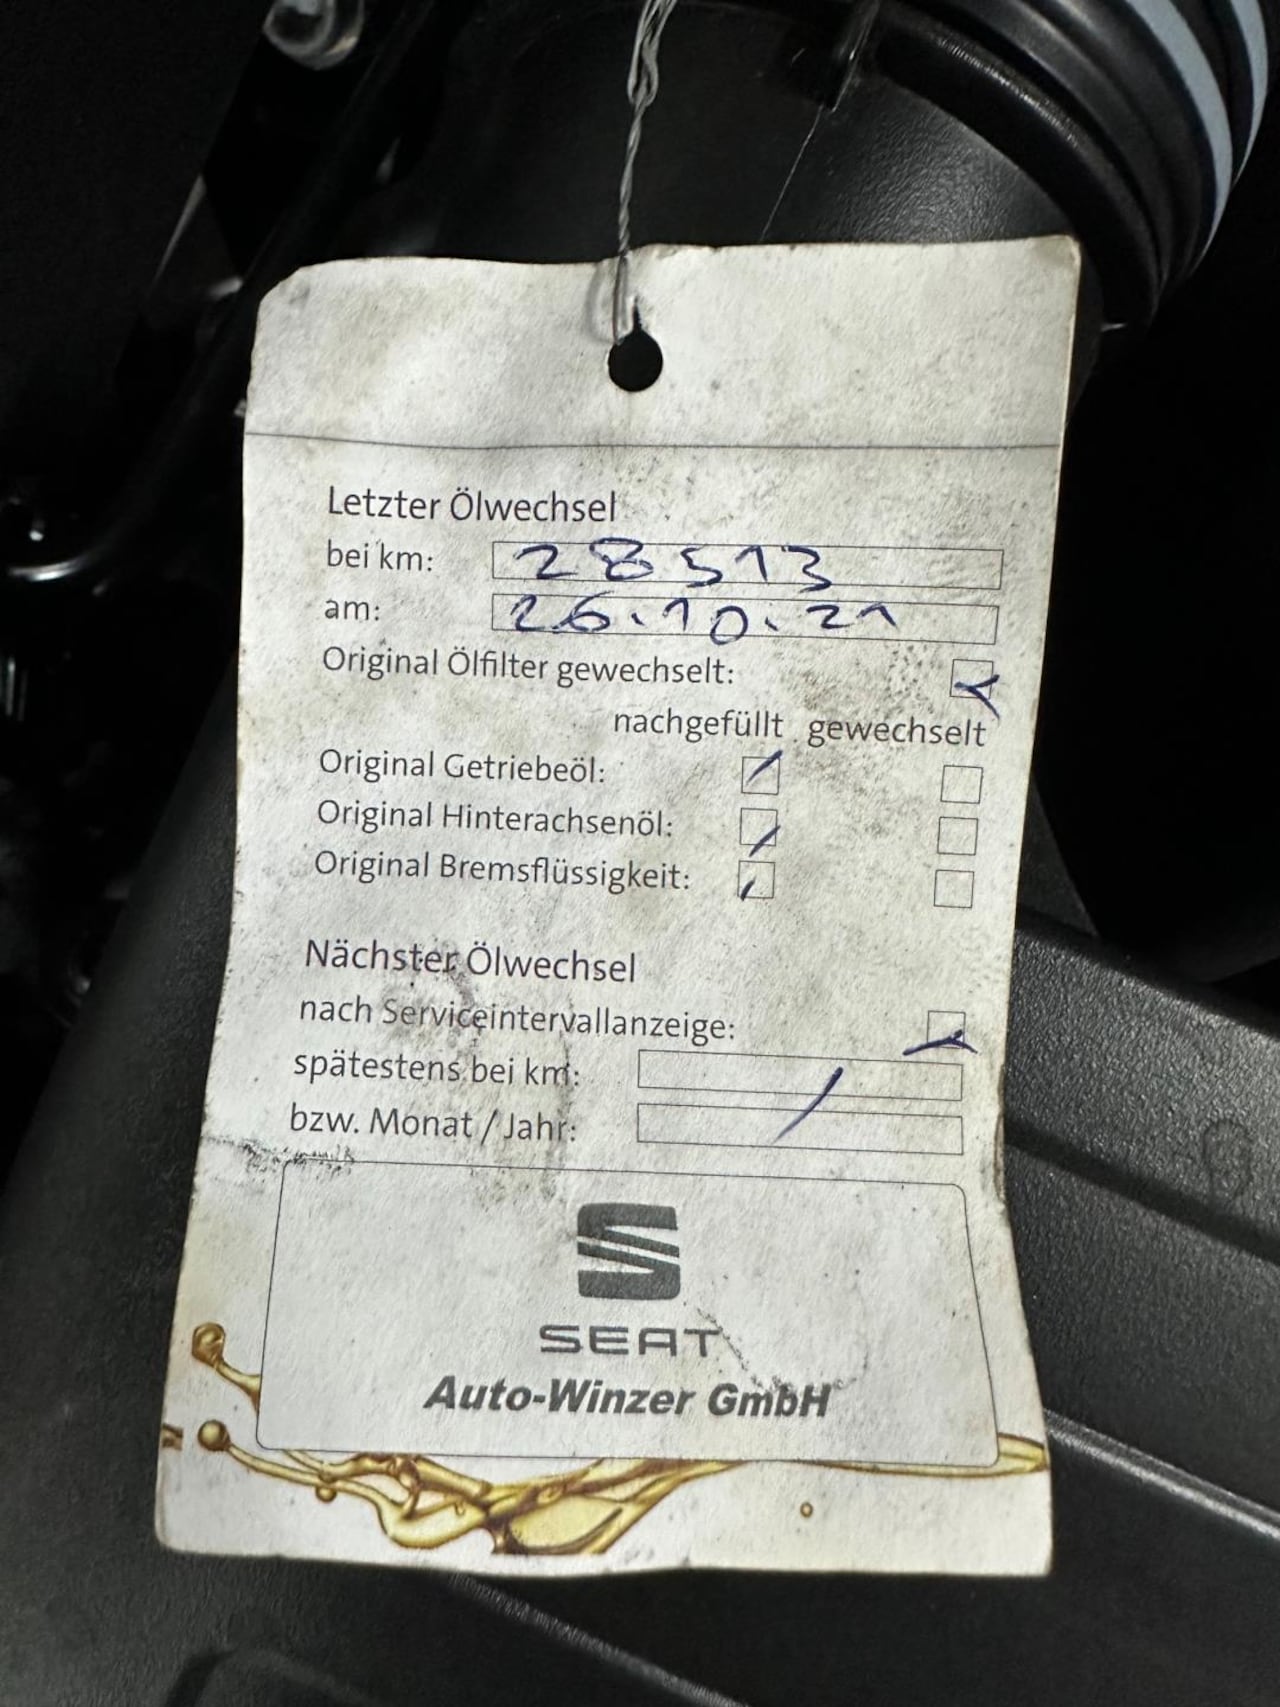 Letzter Ölwechsel
bei km: 28513
am: 26.10.21
Original Ölfilter gewechselt:
nachgefüllt gewechselt
Original Getriebeöl:
Original Hinterachsenöl:
Original Bremsflüssigkeit:
Nächster Ölwechsel
nach Serviceintervallanzeige:
spätestens bei km:
bzw. Monat / Jahr:
SEAT
Auto-Winzer GmbH